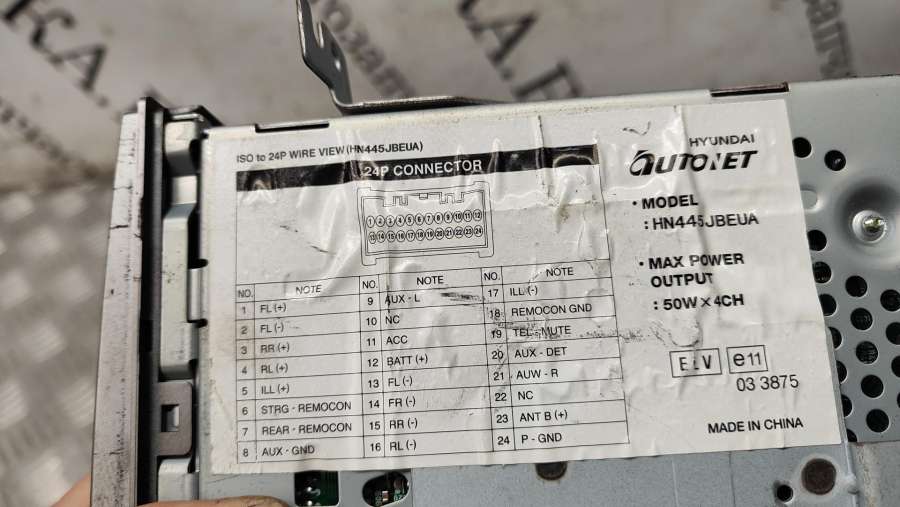 ISO to 24P WIRE VIEW (HN445JBEUA)
24P CONNECTOR
1 2 3 4 5 6 7 8 9 10 11 12
13 14 15 16 17 18 19 20 21 22 23 24
NO. NOTE NO. NOTE NO. NOTE
1 FL (+) 9 AUX - L 17 ILL (-)
2 FL (-) 10 NC 18 REMOCON GND
3 RR (+) 11 ACC 19 TEL - MUTE
4 RL (+) 12 BATT (+) 20 AUX - DET
5 ILL (+) 13 FL (-) 21 AUW - R
6 STRG - REMOCON 14 FR (-) 22 NC
7 REAR - REMOCON 15 RR (-) 23 ANT B (+)
8 AUX - GND 16 RL (-) 24 P - GND
HYUNDAI
AUTONET
• MODEL
: HN445JBEUA
• MAX POWER
OUTPUT
: 50W × 4CH
ELV e11
03 3875
MADE IN CHINA